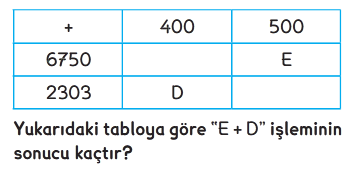 + 400 500
6750 E
2303 D
Yukarıdaki tabloya göre "E + D" işleminin
sonucu kaçtır?